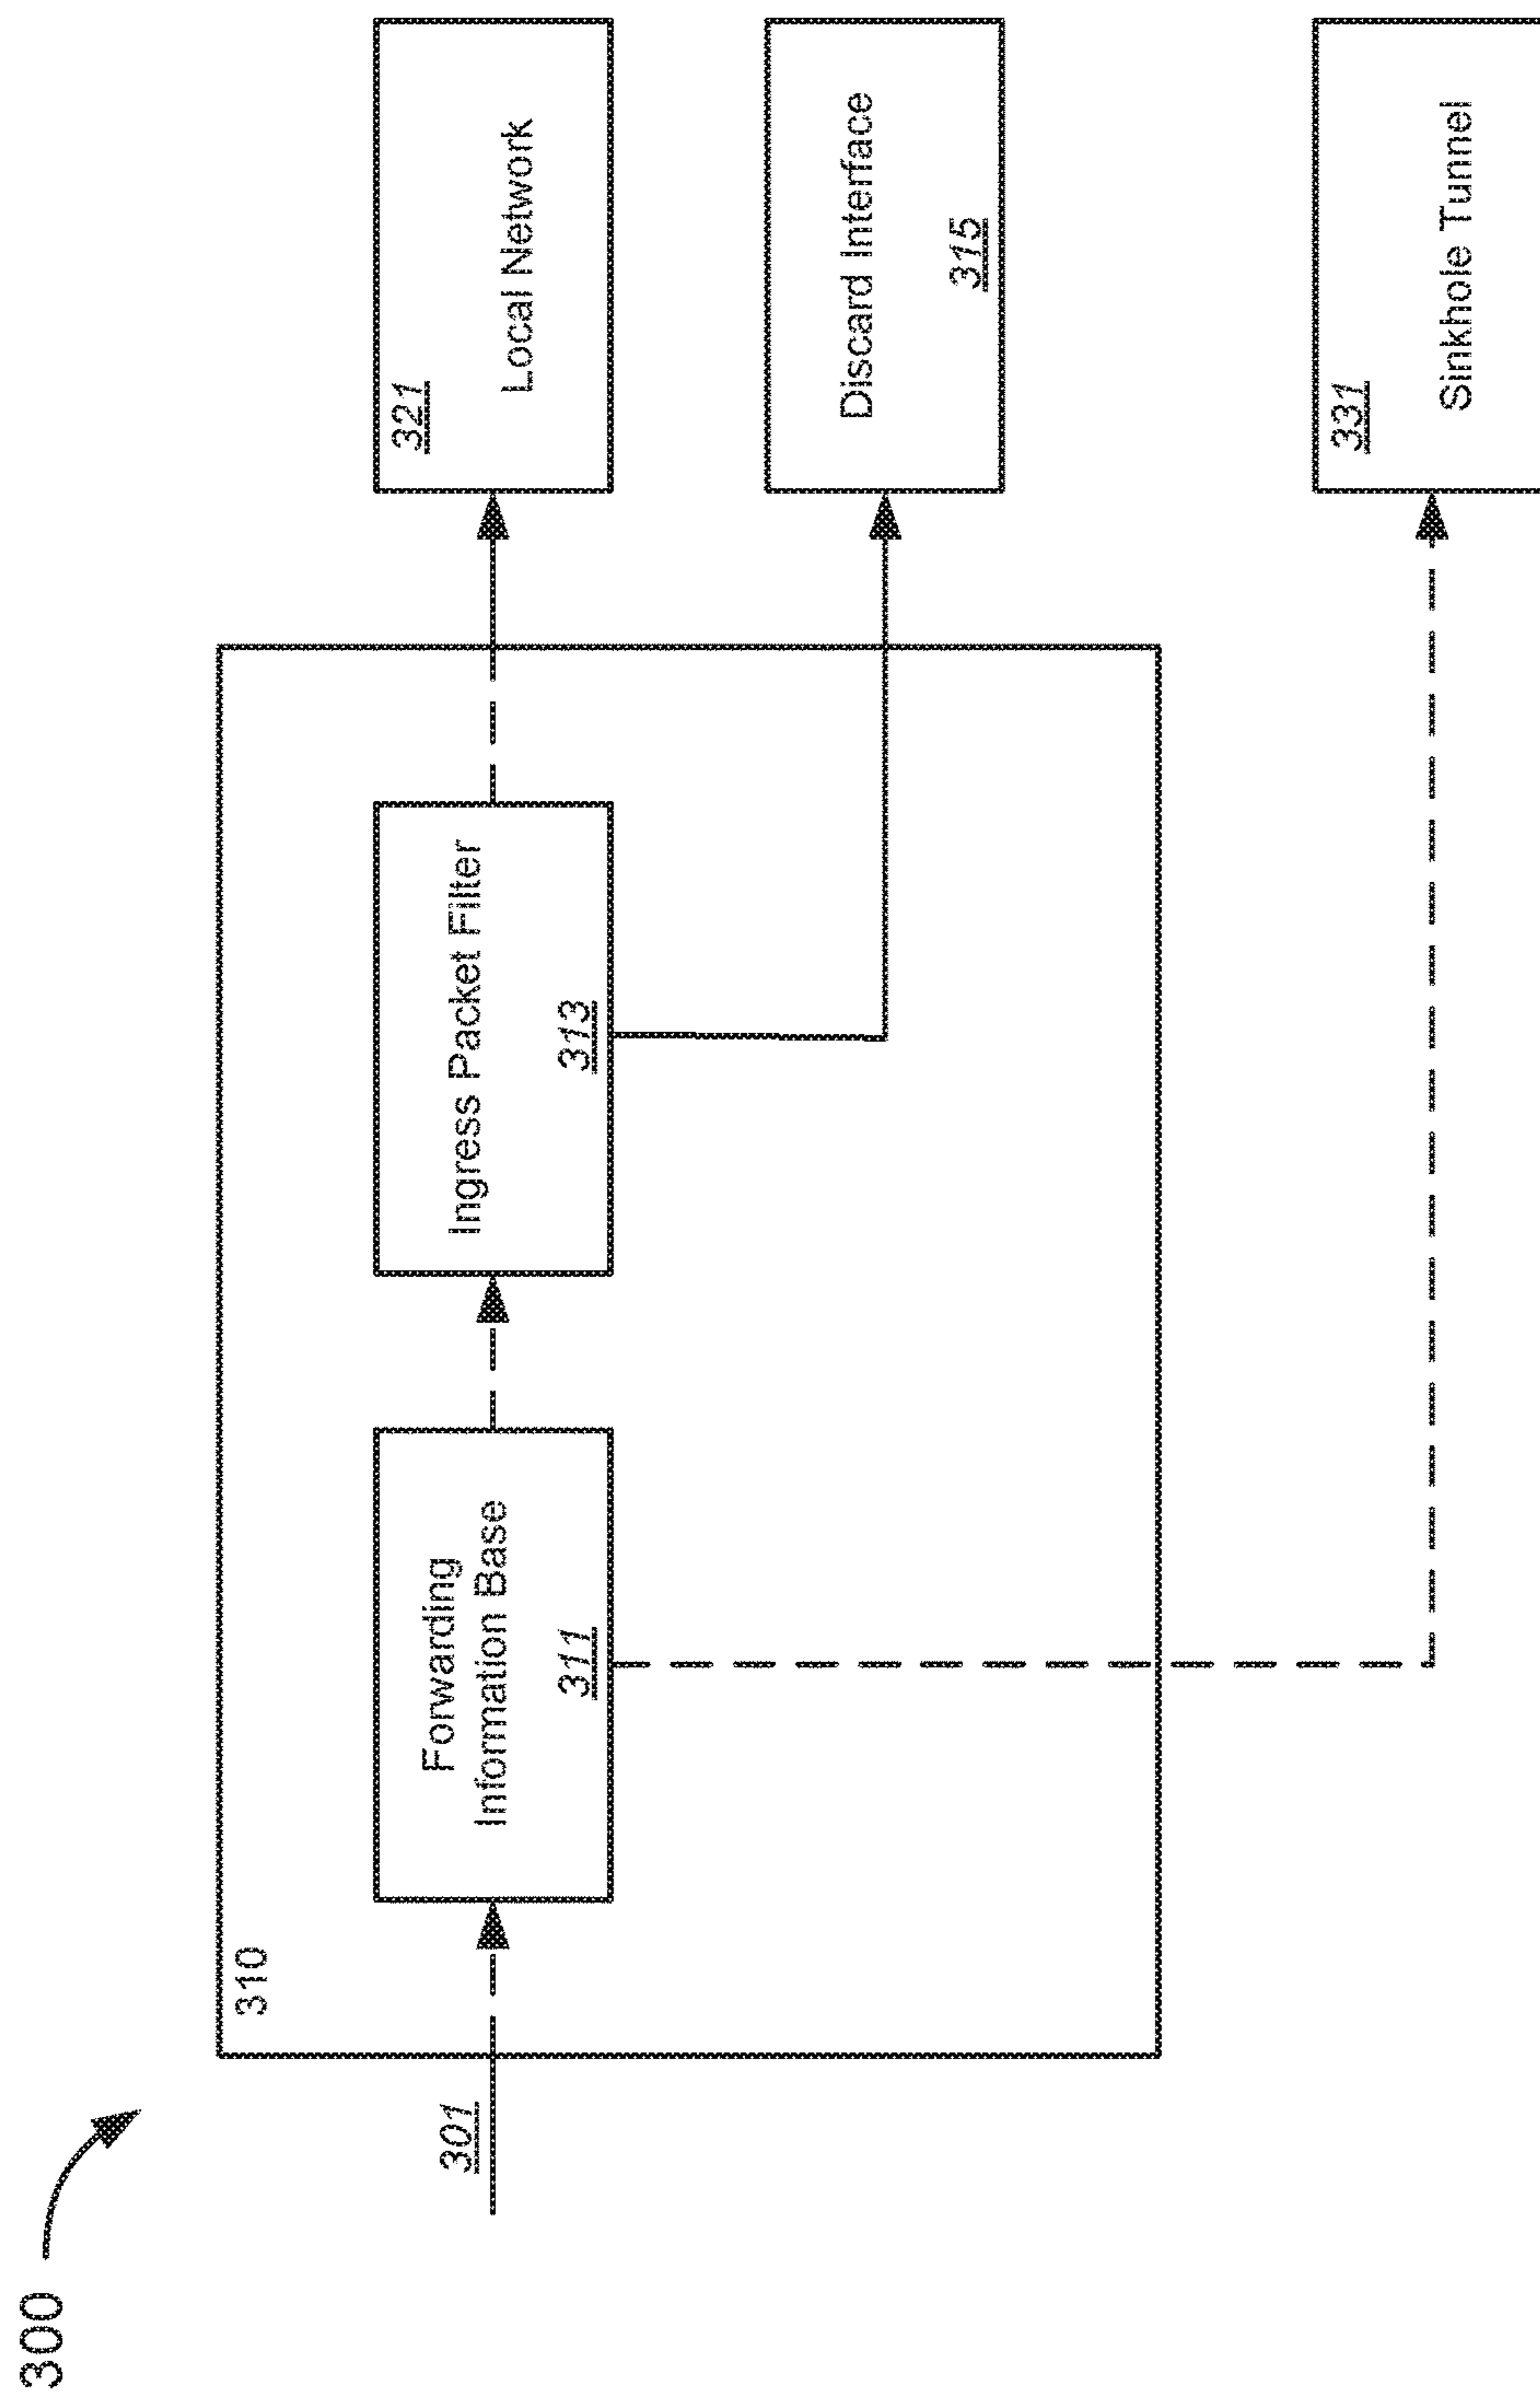 300
301
310
Forwarding
Information Base
311
Ingress Packet Filter
313
321
Local Network
Discard Interface
315
331
Sinkhole Tunnel